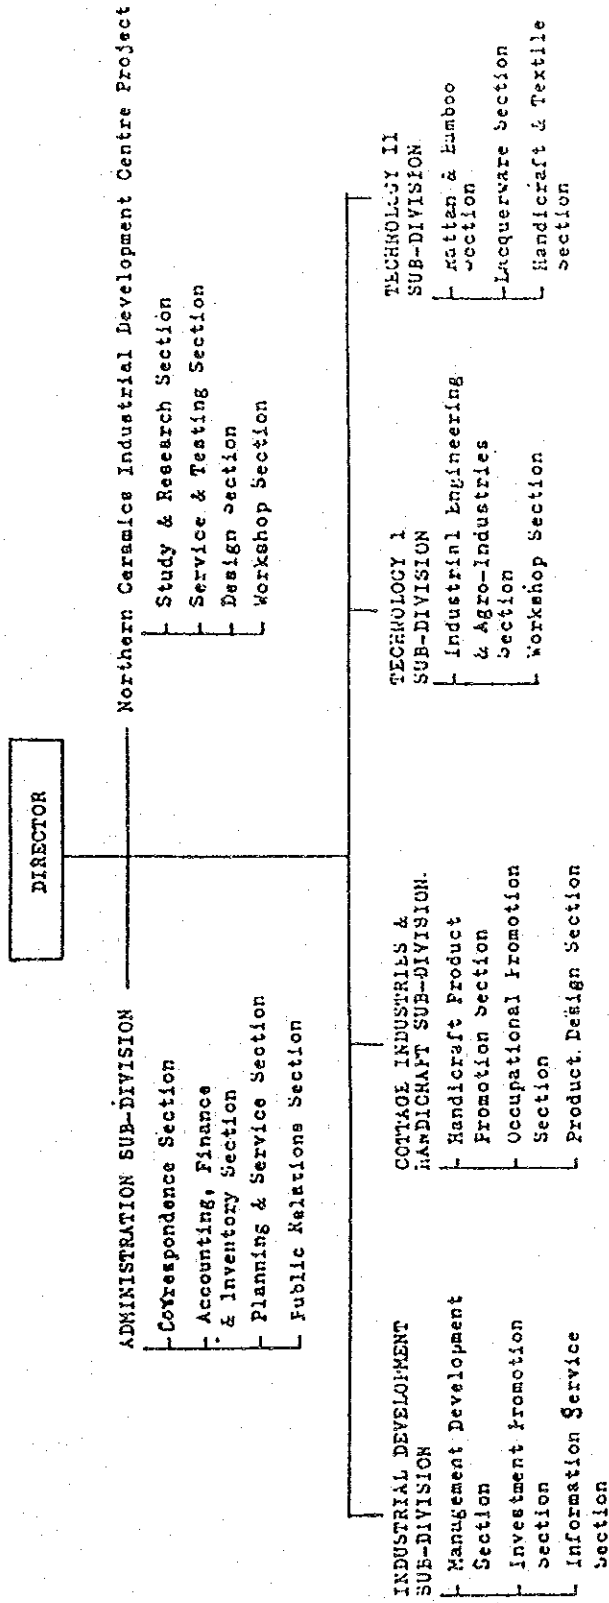 DIRECTOR
ADMINISTRATION SUB-DIVISION
Correspondence Section
Accounting, Finance
& Inventory Section
Planning & Service Section
Public Relations Section
Northern Ceramics Industrial Development Centre Project
Study & Research Section
Service & Testing Section
Design Section
Workshop Section
INDUSTRIAL DEVELOPMENT
SUB-DIVISION
Management Development
Section
Investment Promotion
Section
Information Service
Section
COTTAGE INDUSTRIES &
HANDICRAFT SUB-DIVISION.
Handicraft Product
Promotion Section
Occupational Promotion
Section
Product Design Section
TECHNOLOGY I
SUB-DIVISION
Industrial Engineering
& Agro-Industries
Section
Workshop Section
TECHNOLOGY II
SUB-DIVISION
Rattan & Bamboo
Section
Lacquerware Section
Handicraft & Textile
Section